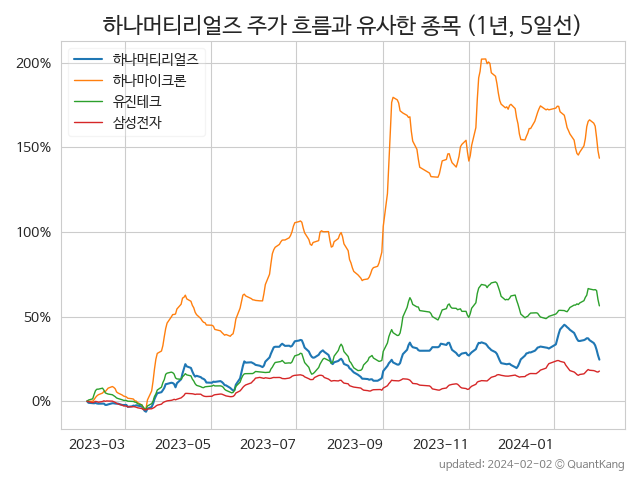 하나머티리얼즈 주가 흐름과 유사한 종목 (1년, 5일선)
하나머티리얼즈
하나마이크론
유진테크
삼성전자
200%
150%
100%
50%
0%
2023-03 2023-05 2023-07 2023-09 2023-11 2024-01
updated: 2024-02-02 © QuantKang